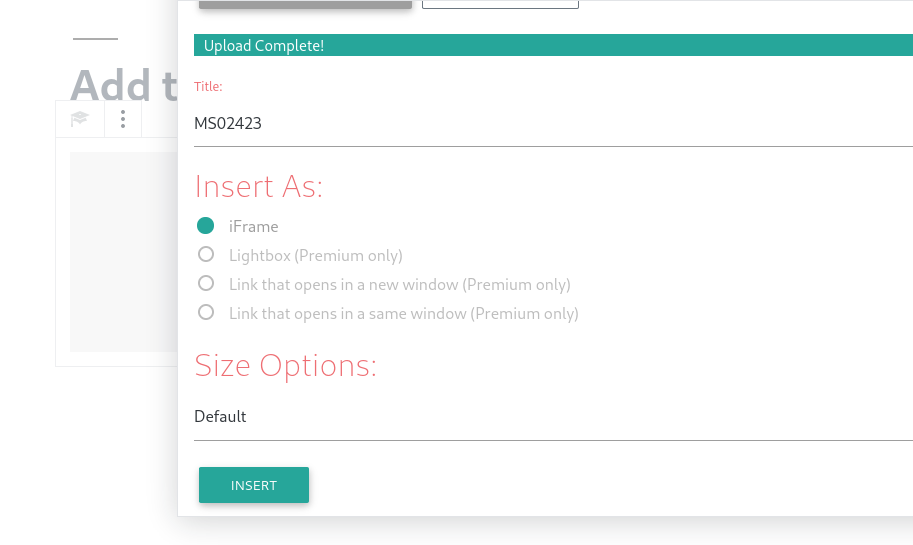 Upload Complete!
Add t
Title:
MS02423
Insert As:
iFrame
Lightbox (Premium only)
Link that opens in a new window (Premium only)
Link that opens in a same window (Premium only)
Size Options:
Default
INSERT